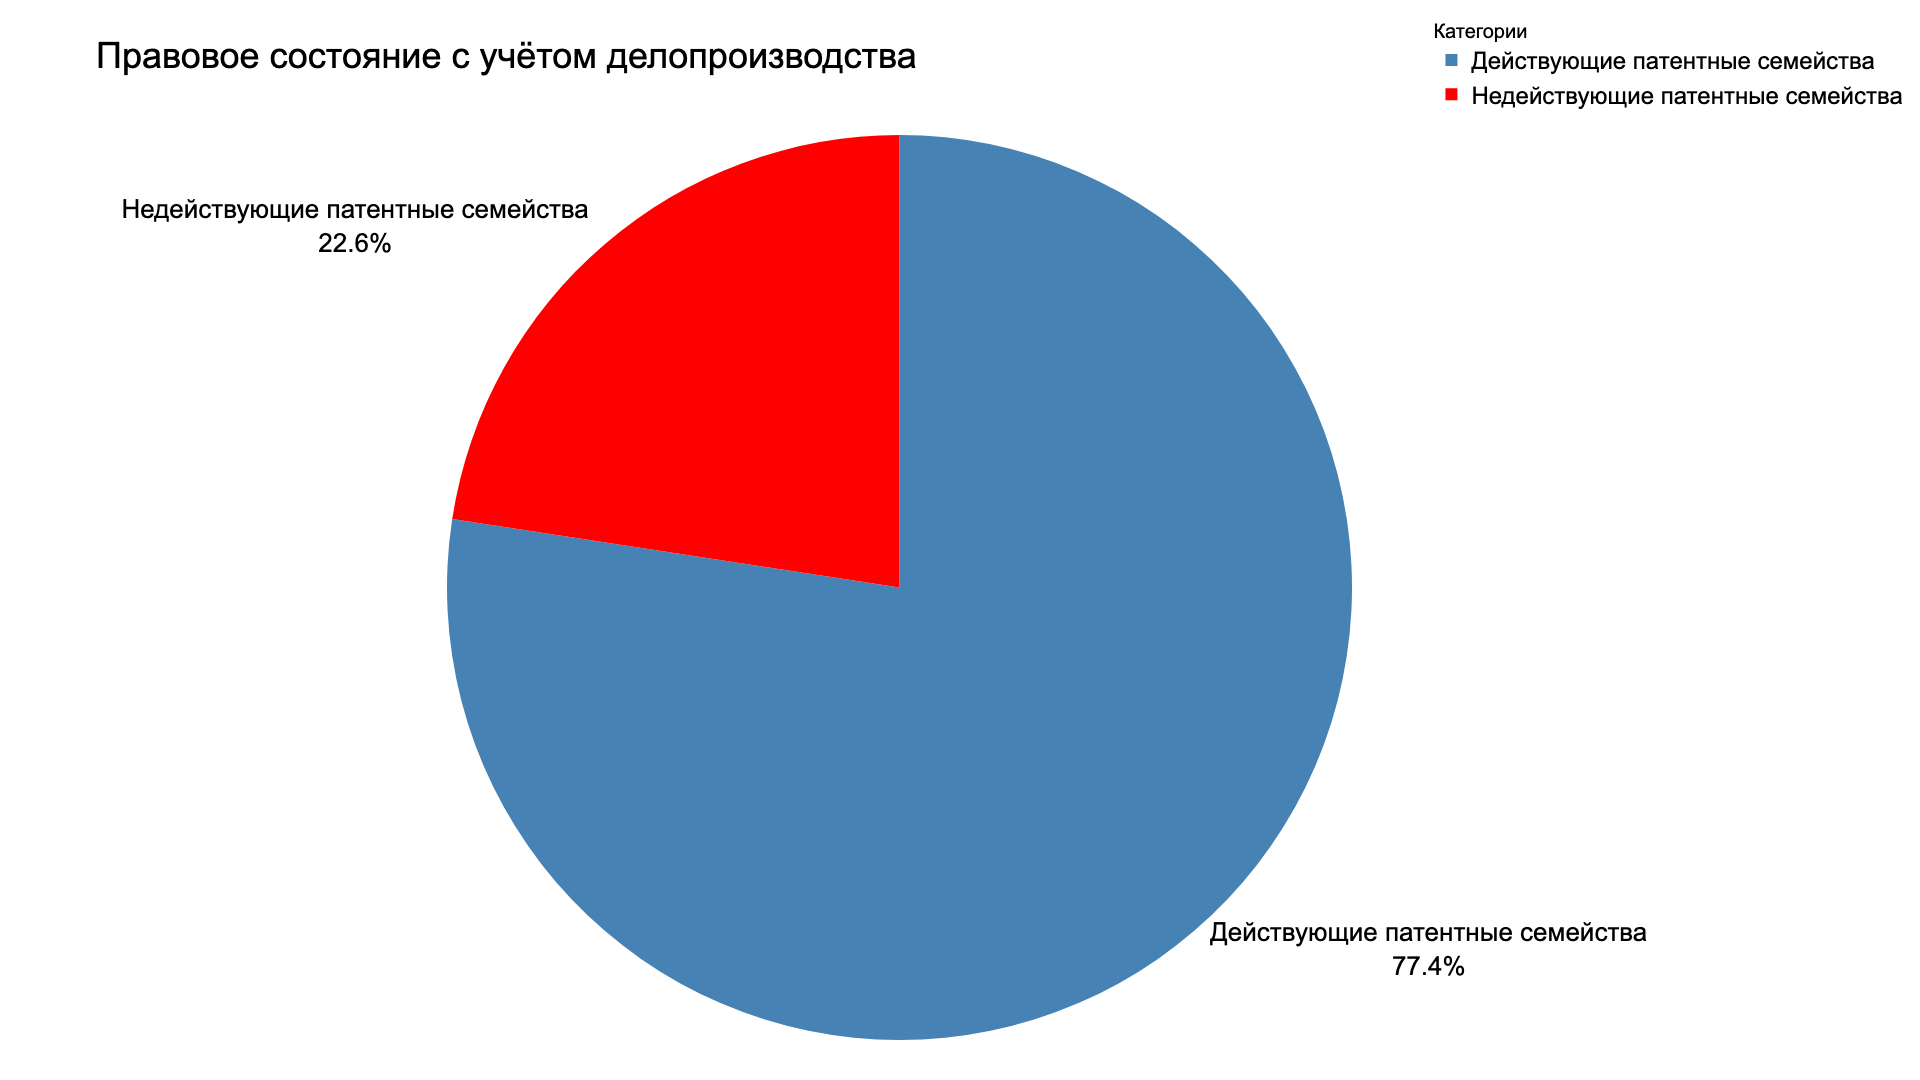 Правовое состояние с учётом делопроизводства
Категории
Действующие патентные семейства
Недействующие патентные семейства
Недействующие патентные семейства
22.6%
Действующие патентные семейства
77.4%